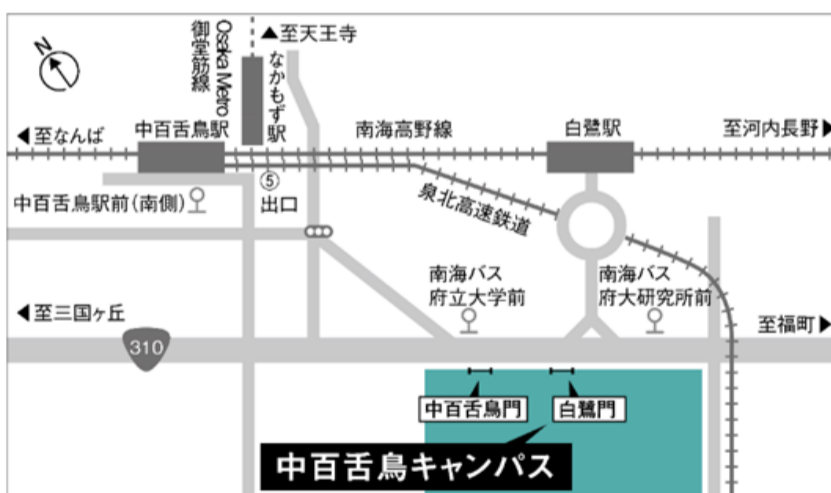 N
Osaka Metro
御堂筋線
▲至天王寺
なかもず駅
◀至なんば
中百舌鳥駅
南海高野線
白鷺駅
至河内長野▶
⑤
出口
中百舌鳥駅前(南側)
泉北高速鉄道
南海バス
府立大学前
南海バス
府大研究所前
◀至三国ヶ丘
310
至福町▶
中百舌鳥門
白鷺門
中百舌鳥キャンパス